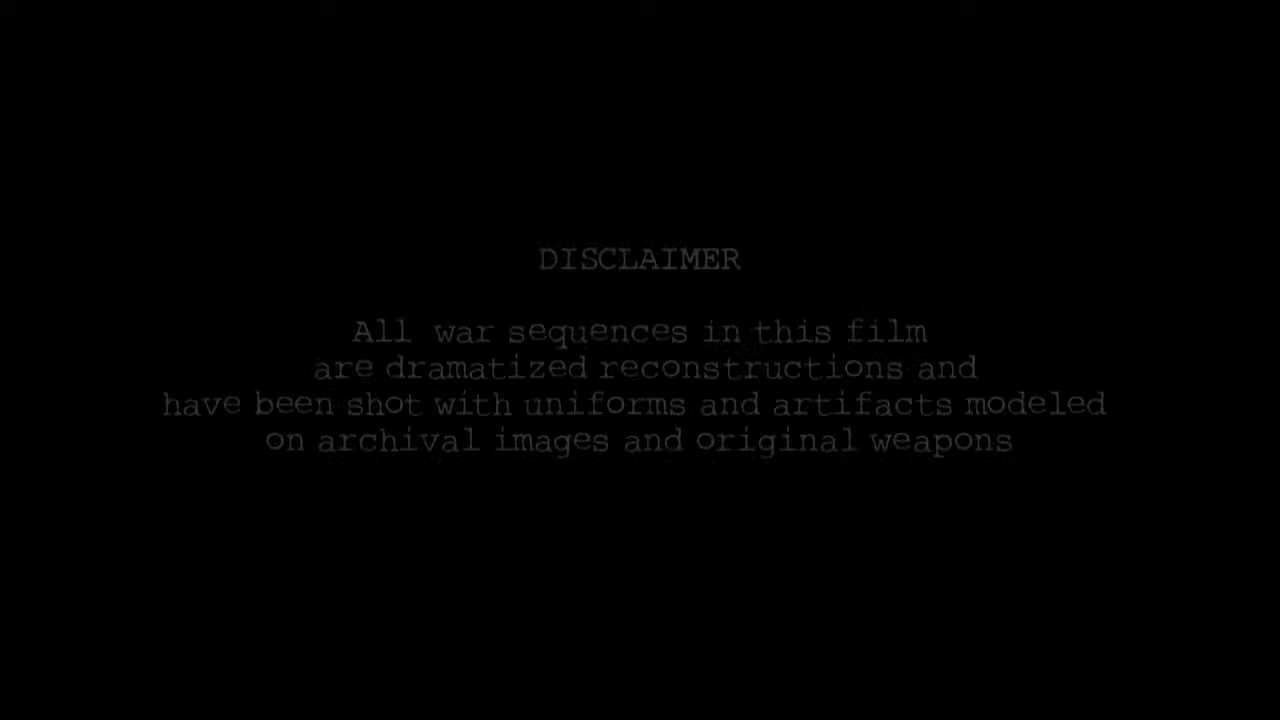 DISCLAIMER
All war sequences in this film
are dramatized reconstructions and
have been shot with uniforms and artifacts modeled
on archival images and original weapons